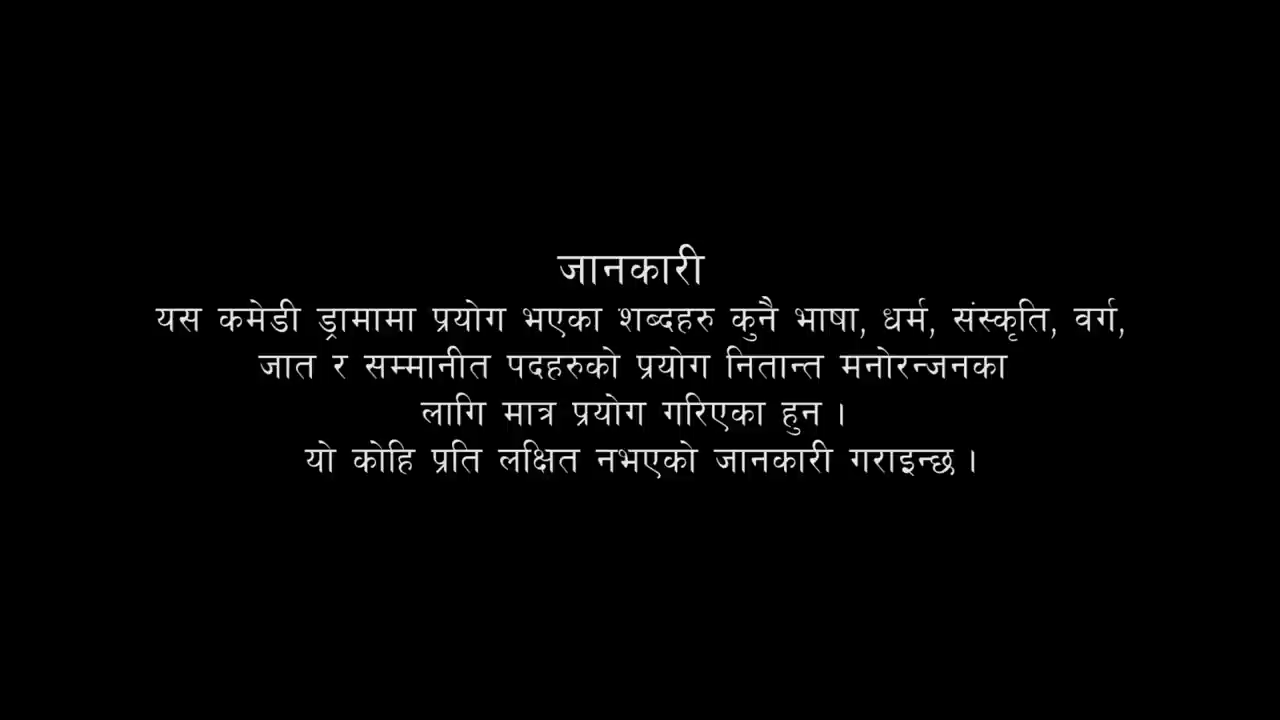 जानकारी
यस कमेडी ड्रामामा प्रयोग भएका शब्दहरु कुनै भाषा, धर्म, संस्कृति, वर्ग,
जात र सम्मानीत पदहरुको प्रयोग नितान्त मनोरन्जनका
लागि मात्र प्रयोग गरिएका हुन ।
यो कोहि प्रति लक्षित नभएको जानकारी गराइन्छ ।